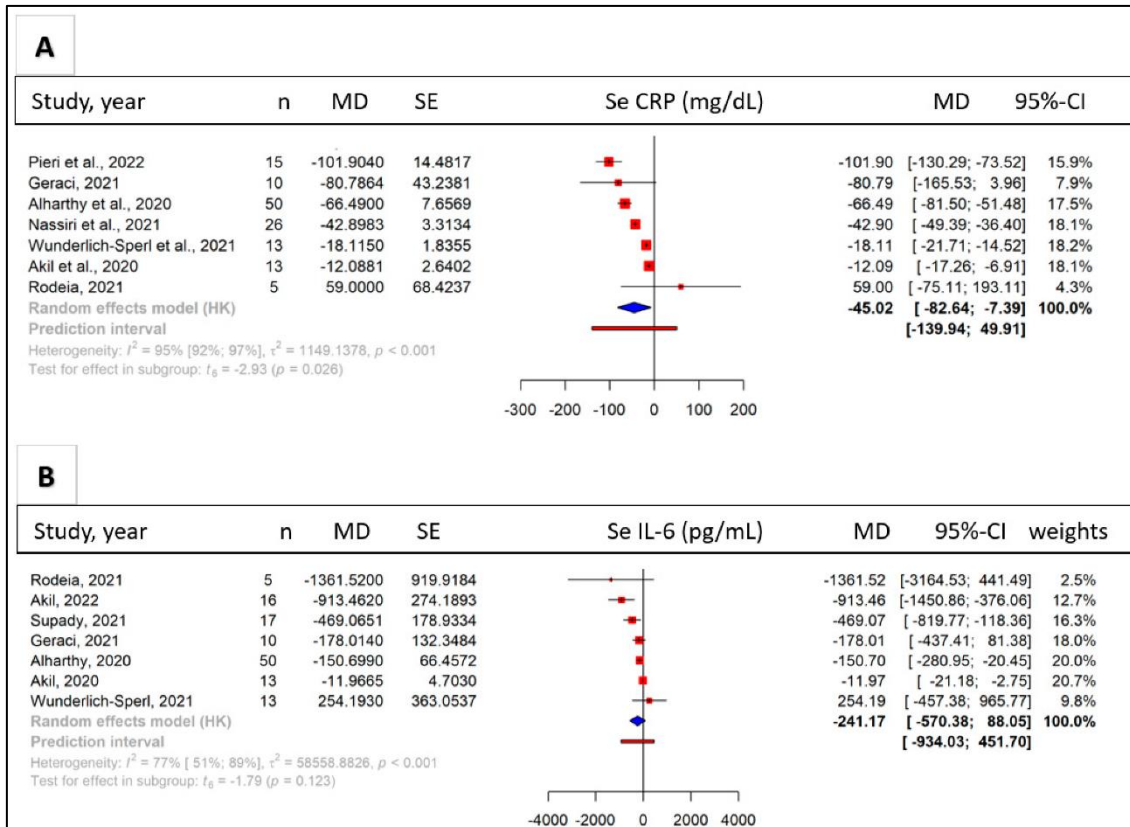 A
Study, year n MD SE Se CRP (mg/dL) MD 95%-CI
Pieri et al., 2022 15 -101.9040 14.4817 -101.90 [-130.29; -73.52] 15.9%
Geraci, 2021 10 -80.7864 43.2381 -80.79 [-165.53; 3.96] 7.9%
Alharthy et al., 2020 50 -66.4900 7.6569 -66.49 [ -81.50; -51.48] 17.5%
Nassiri et al., 2021 26 -42.8983 3.3134 -42.90 [ -49.39; -36.40] 18.1%
Wunderlich-Sperl et al., 2021 13 -18.1150 1.8355 -18.11 [ -21.71; -14.52] 18.2%
Akil et al., 2020 13 -12.0881 2.6402 -12.09 [ -17.26; -6.91] 18.1%
Rodeia, 2021 5 59.0000 68.4237 59.00 [ -75.11; 193.11] 4.3%
Random effects model (HK) -45.02 [ -82.64; -7.39] 100.0%
Prediction interval [-139.94; 49.91]
Heterogeneity: I² = 95% [92%; 97%], τ² = 1149.1378, p < 0.001
Test for effect in subgroup: t₆ = -2.93 (p = 0.026)
-300 -200 -100 0 100 200
B
Study, year n MD SE Se IL-6 (pg/mL) MD 95%-CI weights
Rodeia, 2021 5 -1361.5200 919.9184 -1361.52 [-3164.53; 441.49] 2.5%
Akil, 2022 16 -913.4620 274.1893 -913.46 [-1450.86; -376.06] 12.7%
Supady, 2021 17 -469.0651 178.9334 -469.07 [ -819.77; -118.36] 16.3%
Geraci, 2021 10 -178.0140 132.3484 -178.01 [ -437.41; 81.38] 18.0%
Alharthy, 2020 50 -150.6990 66.4572 -150.70 [ -280.95; -20.45] 20.0%
Akil, 2020 13 -11.9665 4.7030 -11.97 [ -21.18; -2.75] 20.7%
Wunderlich-Sperl, 2021 13 254.1930 363.0537 254.19 [ -457.38; 965.77] 9.8%
Random effects model (HK) -241.17 [ -570.38; 88.05] 100.0%
Prediction interval [ -934.03; 451.70]
Heterogeneity: I² = 77% [ 51%; 89%], τ² = 58558.8826, p < 0.001
Test for effect in subgroup: t₆ = -1.79 (p = 0.123)
-4000 -2000 0 2000 4000